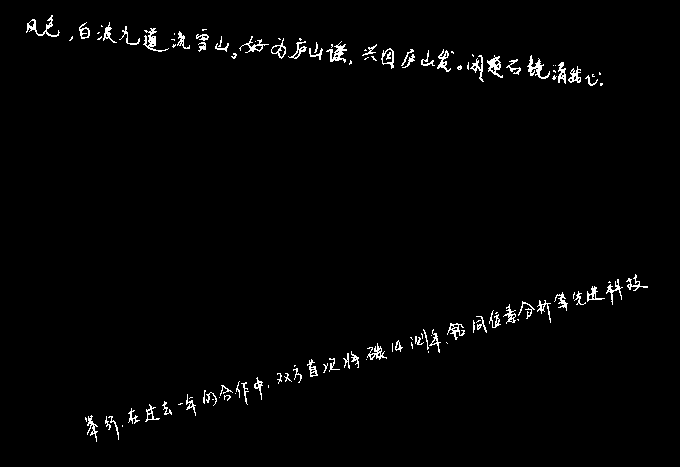 风色，白波九道流雪山。好为庐山谣，兴因庐山发。闲窥石镜清我心，
举行。在过去一年的合作中，双方首次将碳14测年、铅同位素分析等先进科技